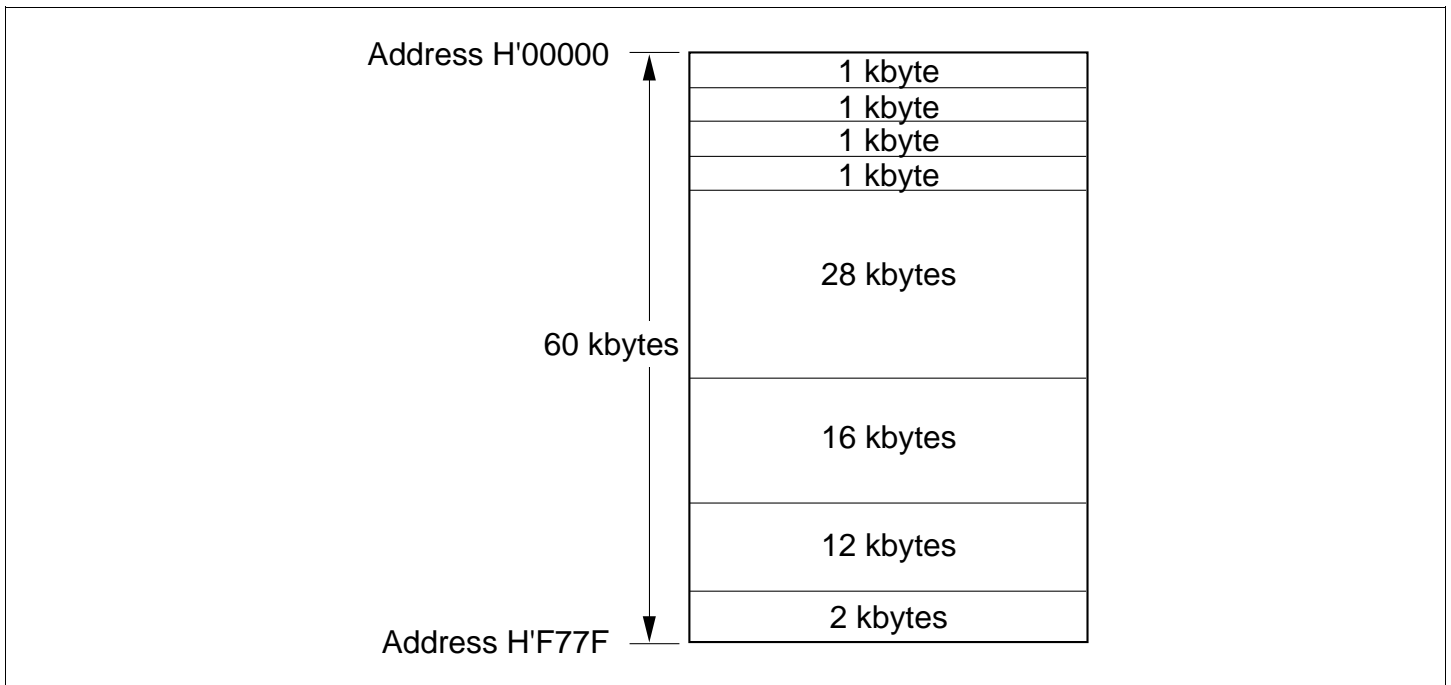 Address H'00000
1 kbyte
1 kbyte
1 kbyte
1 kbyte
28 kbytes
60 kbytes
16 kbytes
12 kbytes
2 kbytes
Address H'F77F